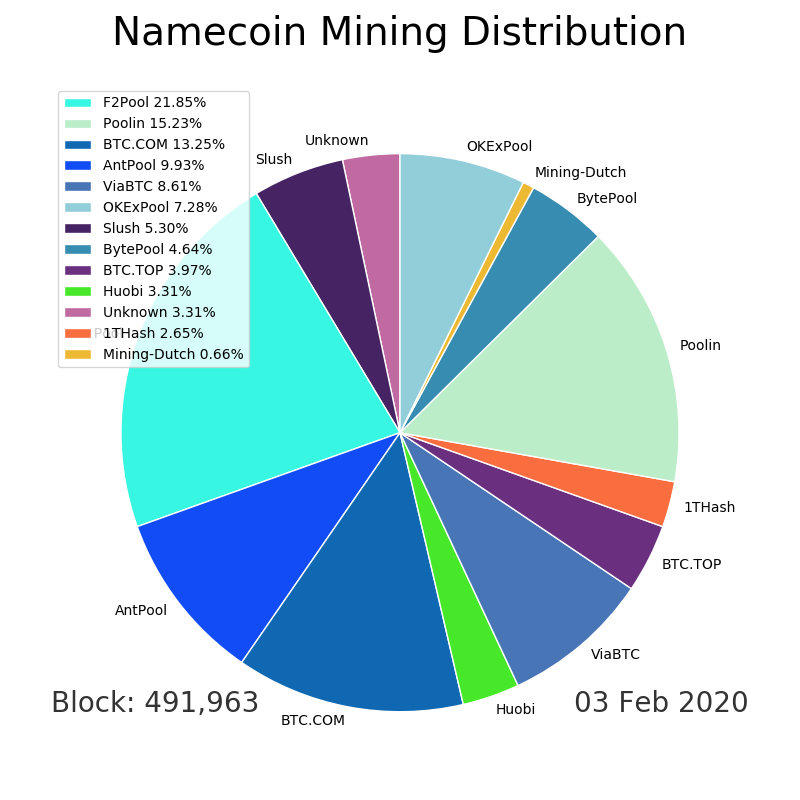 Namecoin Mining Distribution
F2Pool 21.85%
Poolin 15.23%
BTC.COM 13.25%
AntPool 9.93%
ViaBTC 8.61%
OKExPool 7.28%
Slush 5.30%
BytePool 4.64%
BTC.TOP 3.97%
Huobi 3.31%
Unknown 3.31%
1THash 2.65%
Mining-Dutch 0.66%
Unknown
Slush
OKExPool
Mining-Dutch
BytePool
Poolin
1THash
BTC.TOP
ViaBTC
Huobi
BTC.COM
AntPool
Block: 491,963
03 Feb 2020